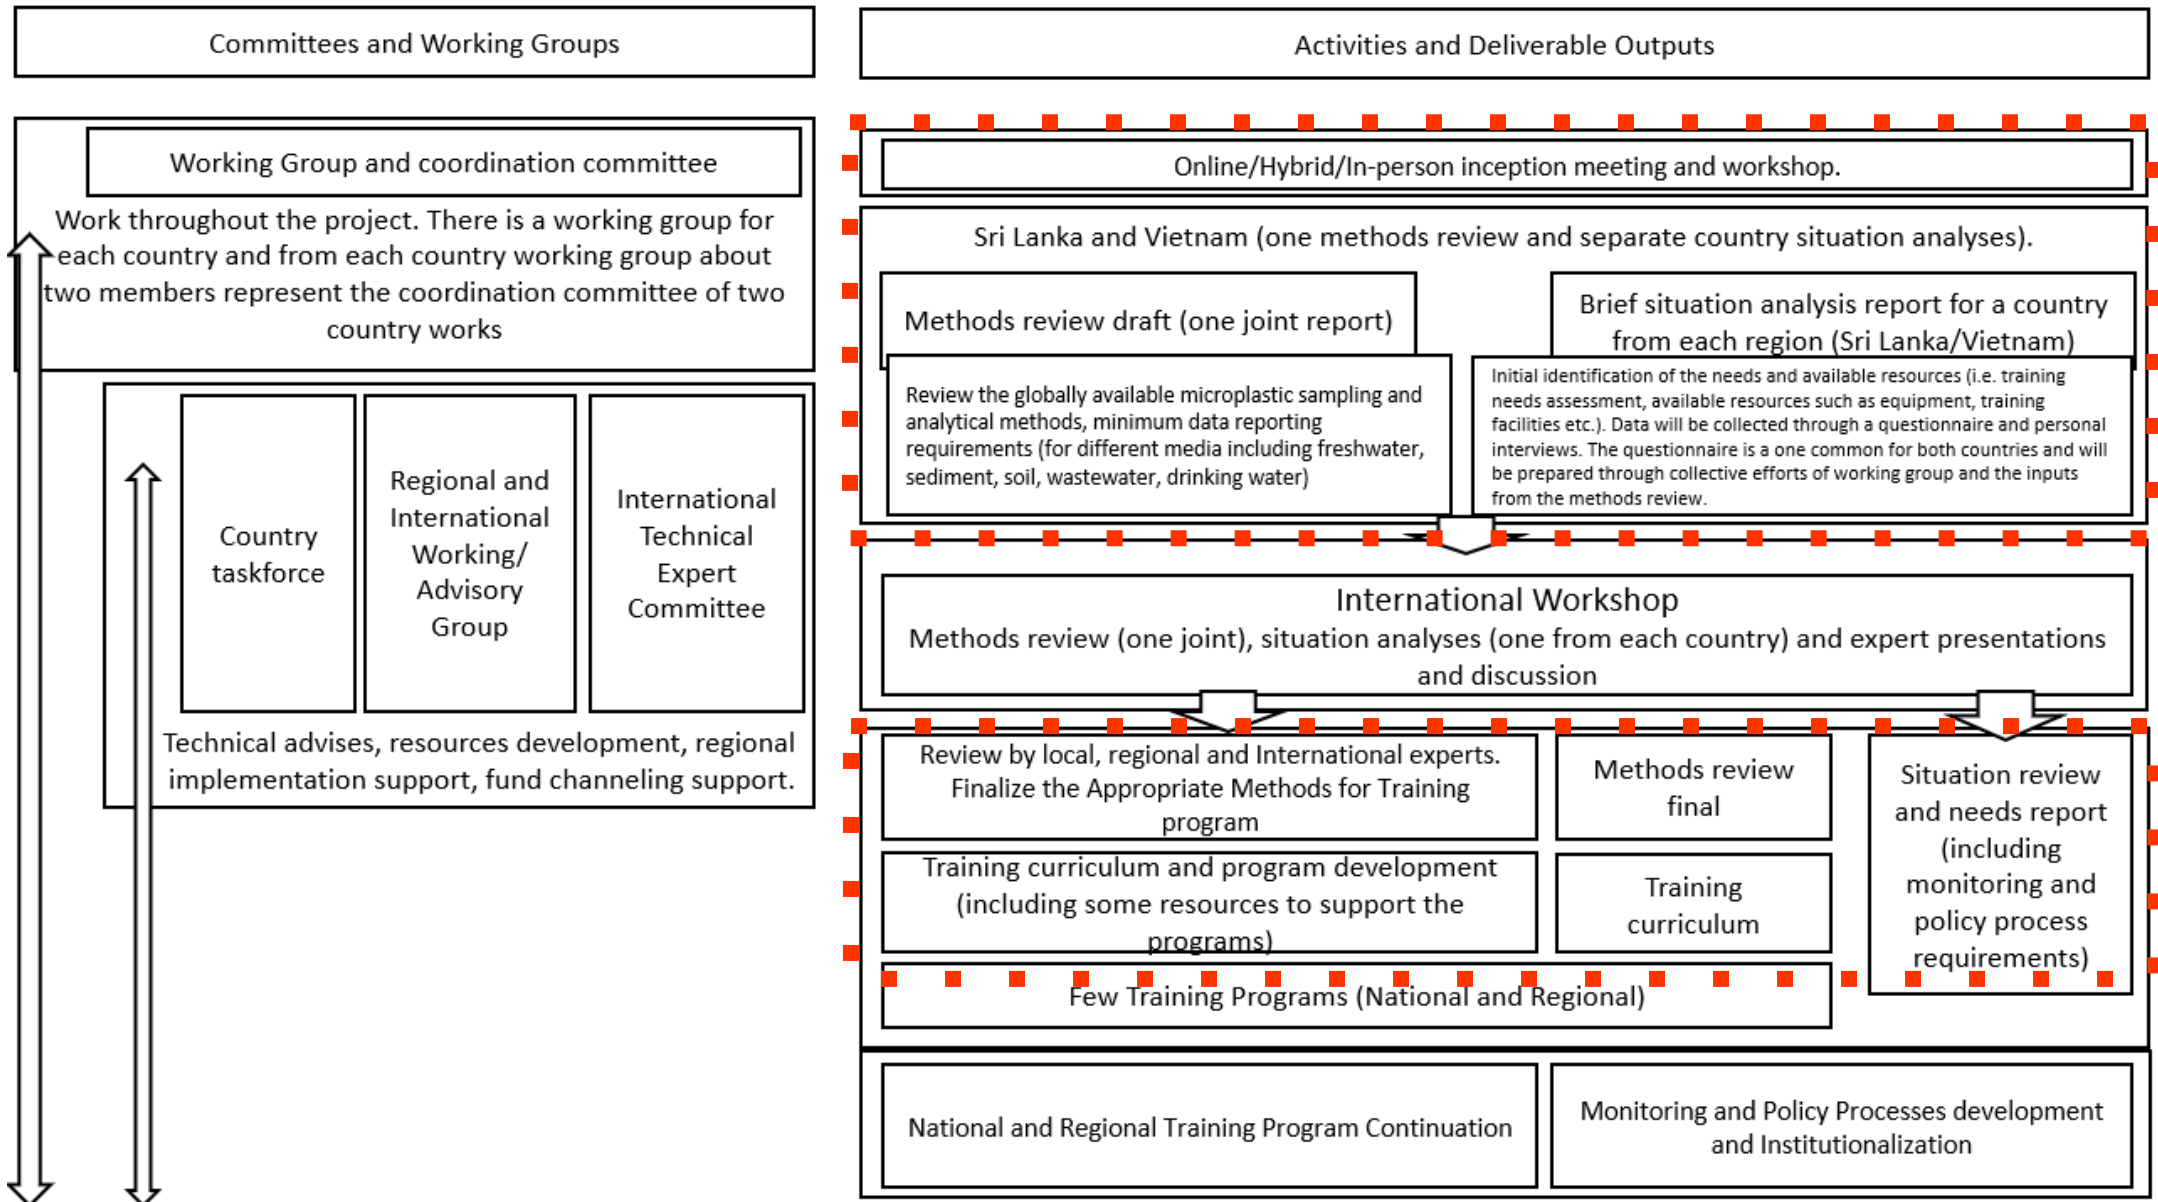 Committees and Working Groups
Activities and Deliverable Outputs
Working Group and coordination committee
Work throughout the project. There is a working group for
each country and from each country working group about
two members represent the coordination committee of two
country works
Country
taskforce
Regional and
International
Working/
Advisory
Group
International
Technical
Expert
Committee
Technical advises, resources development, regional
implementation support, fund channeling support.
Online/Hybrid/In-person inception meeting and workshop.
Sri Lanka and Vietnam (one methods review and separate country situation analyses).
Methods review draft (one joint report)
Review the globally available microplastic sampling and
analytical methods, minimum data reporting
requirements (for different media including freshwater,
sediment, soil, wastewater, drinking water)
Brief situation analysis report for a country
from each region (Sri Lanka/Vietnam)
Initial identification of the needs and available resources (i.e. training
needs assessment, available resources such as equipment, training
facilities etc.). Data will be collected through a questionnaire and personal
interviews. The questionnaire is a one common for both countries and will
be prepared through collective efforts of working group and the inputs
from the methods review.
International Workshop
Methods review (one joint), situation analyses (one from each country) and expert presentations
and discussion
Review by local, regional and International experts.
Finalize the Appropriate Methods for Training
program
Methods review
final
Training curriculum and program development
(including some resources to support the
programs)
Training
curriculum
Situation review
and needs report
(including
monitoring and
policy process
requirements)
Few Training Programs (National and Regional)
National and Regional Training Program Continuation
Monitoring and Policy Processes development
and Institutionalization